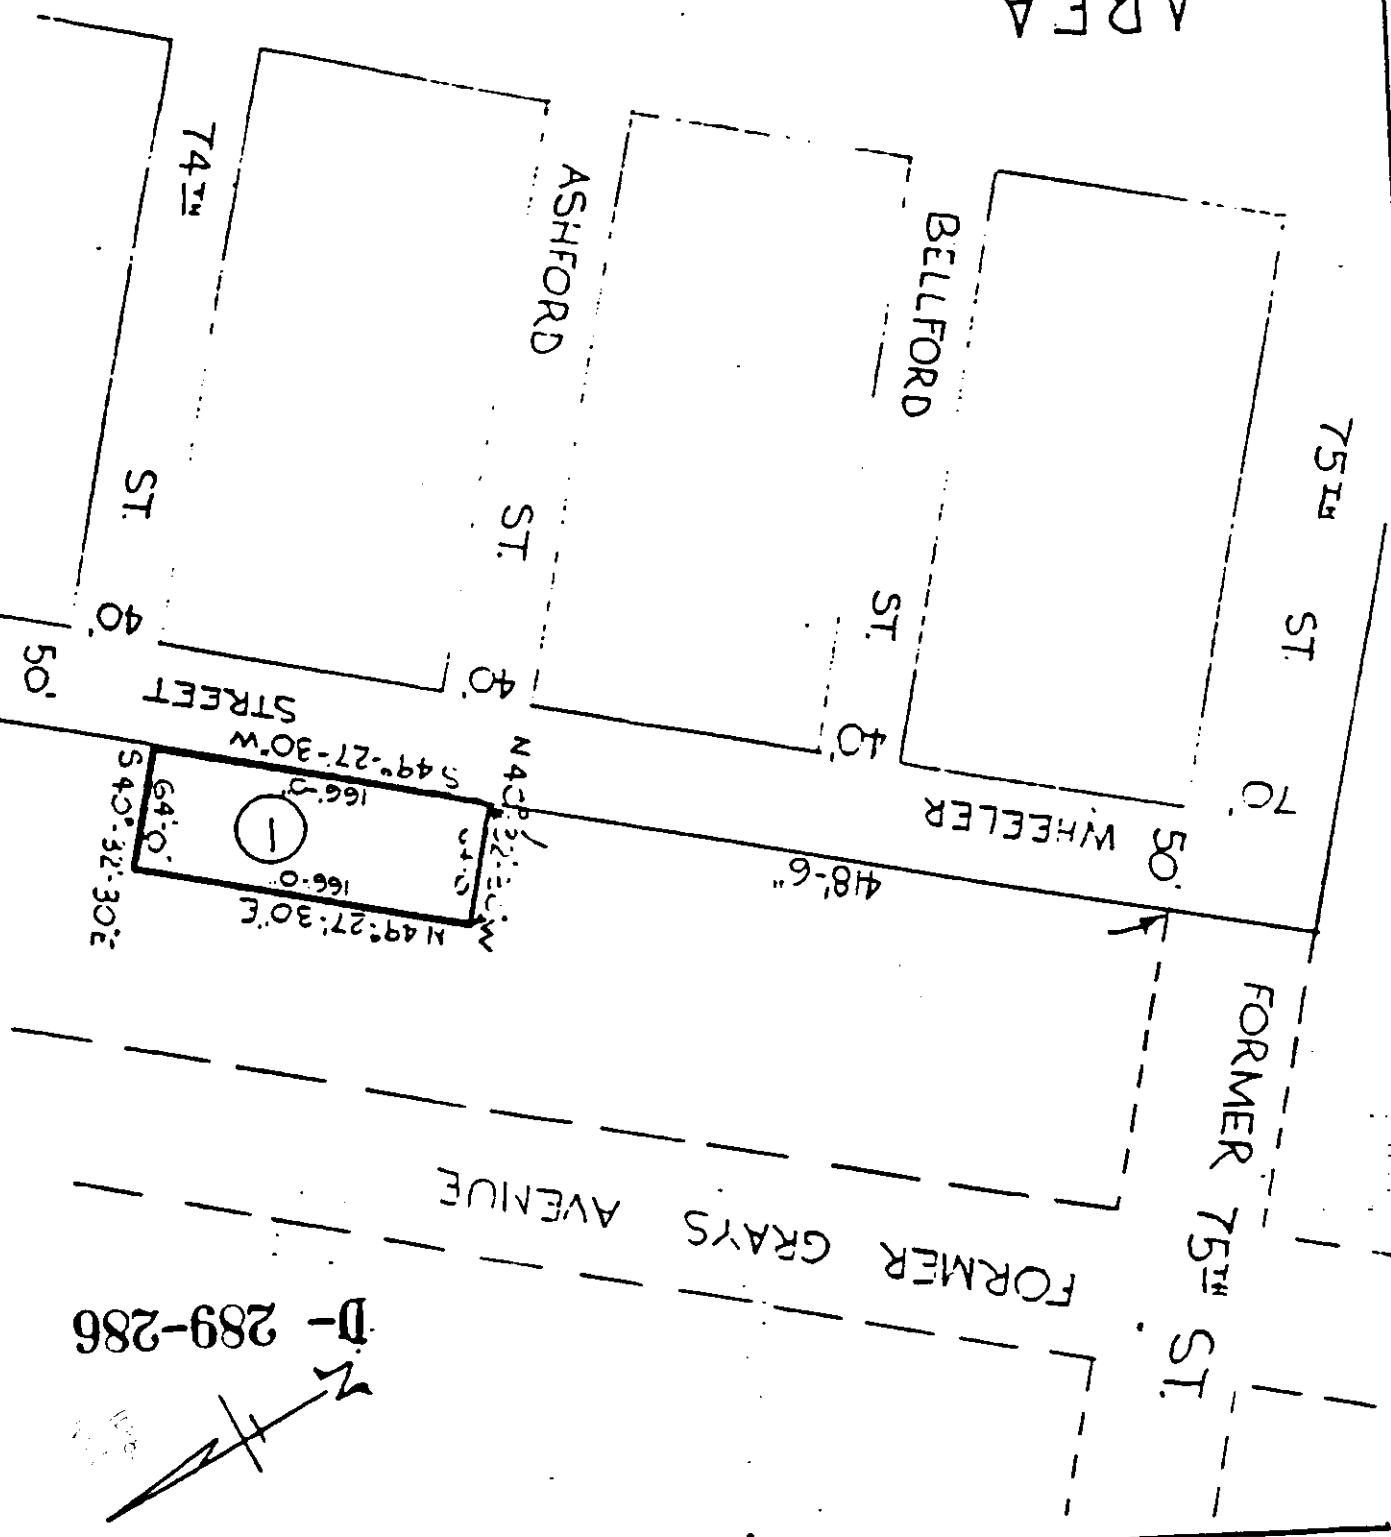 AREA
74TH
ST.
40'
ASHFORD
ST.
40'
BELLFORD
ST.
40'
75TH
ST.
70'
50'
WHEELER
STREET
50'
S 49°-27'-30"W
166'-0"
1
64'-0"
S 40°-32'-30"E
166'-0"
N 49°-27'-30"E
418'-6"
FORMER 75TH ST.
FORMER GRAYS AVENUE
D- 289-286
N